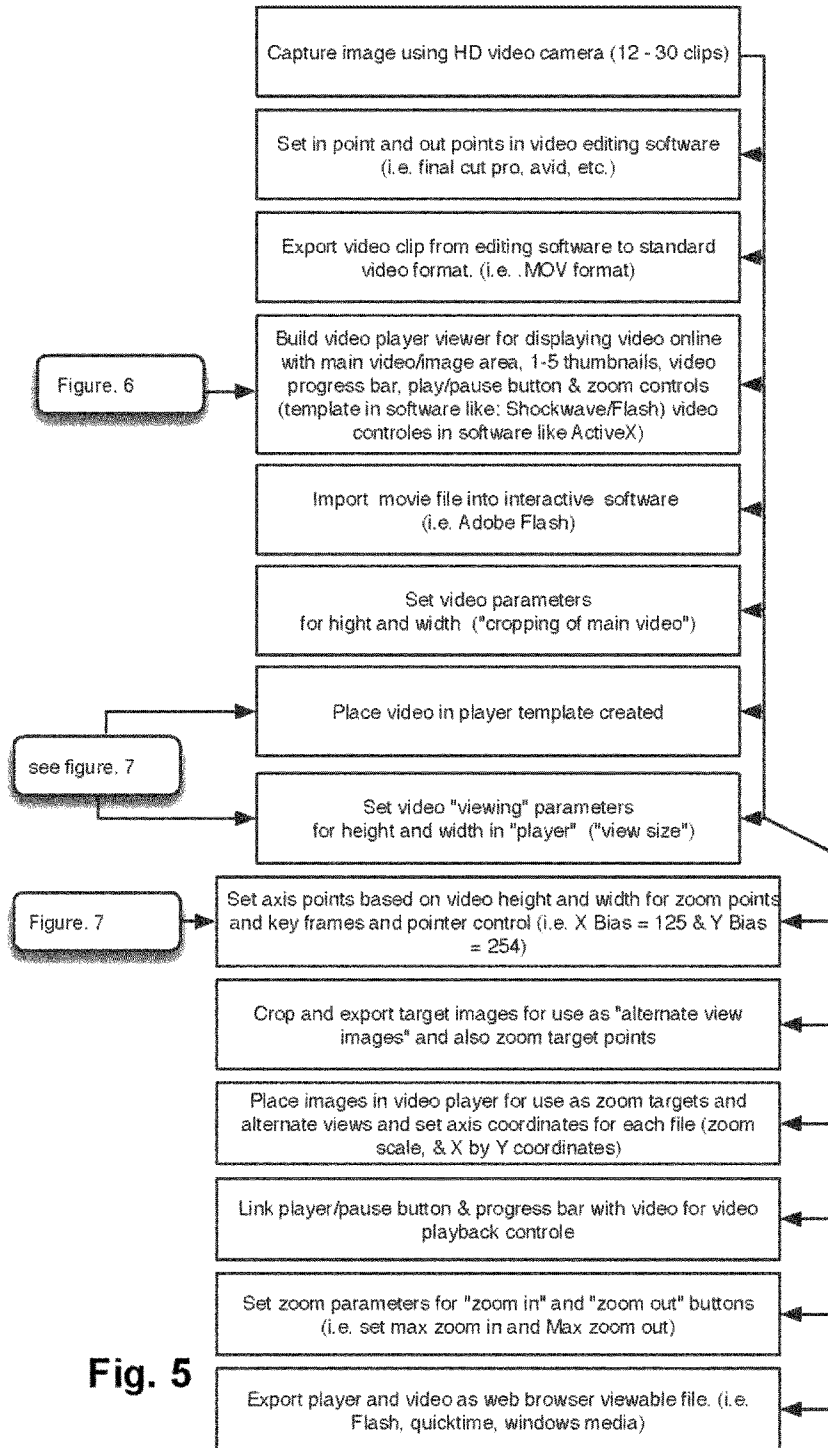 Capture image using HD video camera (12 - 30 clips)
Set in point and out points in video editing software
(i.e. final cut pro, avid, etc.)
Export video clip from editing software to standard
video format. (i.e. .MOV format)
Figure. 6
Build video player viewer for displaying video online
with main video/image area, 1-5 thumbnails, video
progress bar, play/pause button & zoom controls
(template in software like: Shockwave/Flash) video
controles in software like ActiveX)
Import movie file into interactive software
(i.e. Adobe Flash)
Set video parameters
for hight and width ("cropping of main video")
Place video in player template created
see figure. 7
Set video "viewing" parameters
for height and width in "player" ("view size")
Figure. 7
Set axis points based on video height and width for zoom points
and key frames and pointer control (i.e. X Bias = 125 & Y Bias
= 254)
Crop and export target images for use as "alternate view
images" and also zoom target points
Place images in video player for use as zoom targets and
alternate views and set axis coordinates for each file (zoom
scale, & X by Y coordinates)
Link player/pause button & progress bar with video for video
playback controle
Set zoom parameters for "zoom in" and "zoom out" buttons
(i.e. set max zoom in and Max zoom out)
Fig. 5
Export player and video as web browser viewable file. (i.e.
Flash, quicktime, windows media)